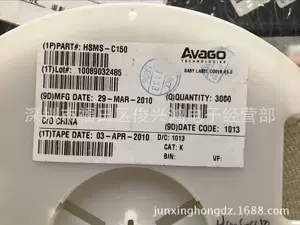 (1P)PART#: HSMS-C150
AVAGO
TECHNOLOGIES
(1T)Lot#: 10089032485
(9D)MFG DATE: 29-MAR-2010
(Q)QUANTITY: 3000
C/O CHINA
(9D)DATE CODE: 1013
(1T)TAPE DATE: 03-APR-2010
D/C: 1013
CAT: K
BIN:
VF:
junxinghongdz.1688.com